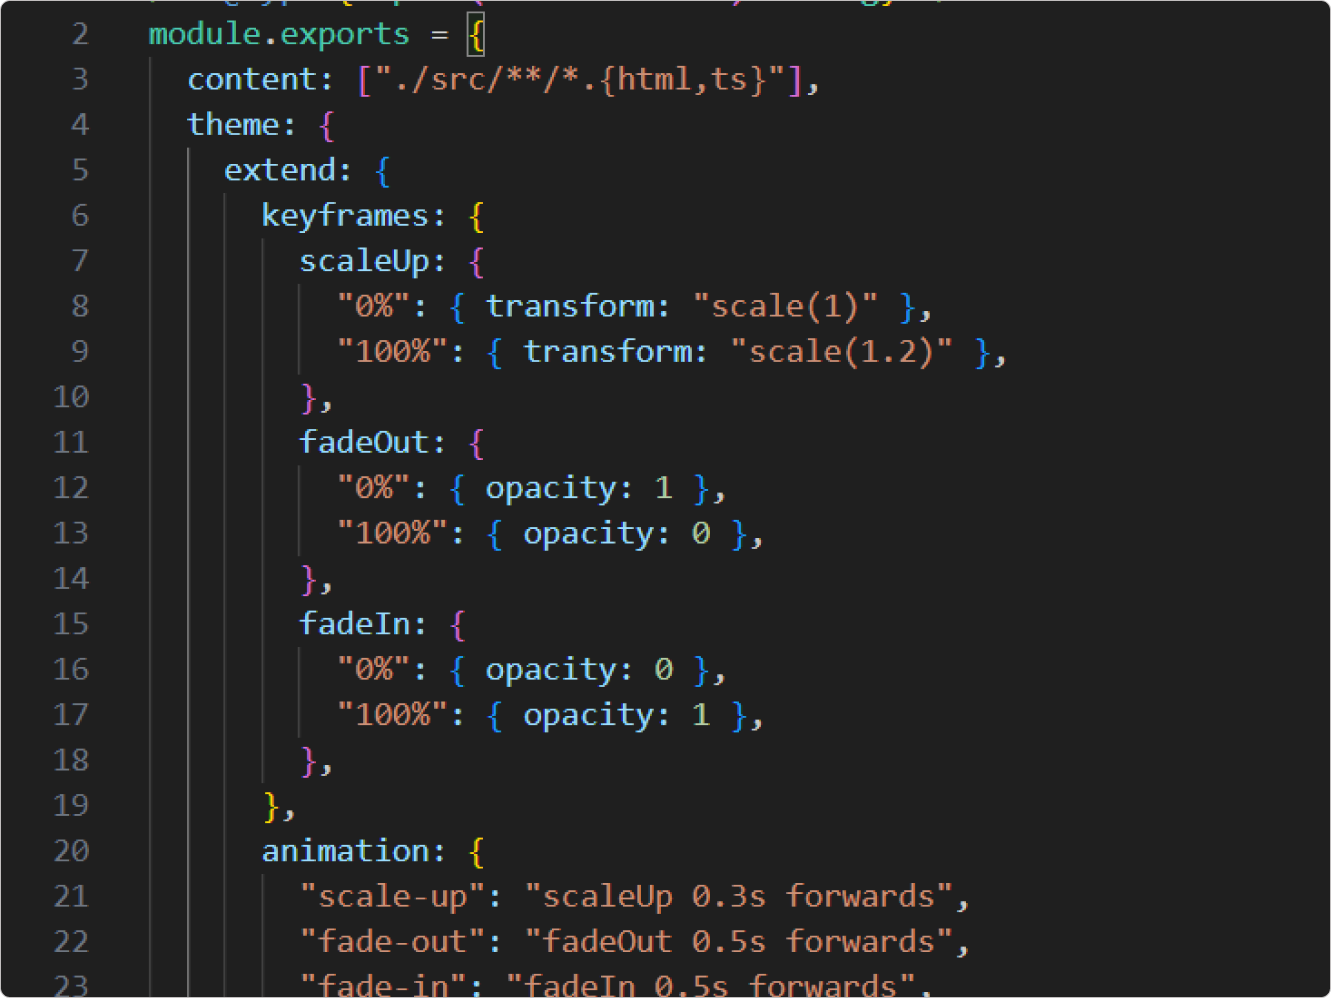 2 module.exports = {
3 content: ["./src/**/*.{html,ts}"],
4 theme: {
5 extend: {
6 keyframes: {
7 scaleUp: {
8 "0%": { transform: "scale(1)" },
9 "100%": { transform: "scale(1.2)" },
10 },
11 fadeOut: {
12 "0%": { opacity: 1 },
13 "100%": { opacity: 0 },
14 },
15 fadeIn: {
16 "0%": { opacity: 0 },
17 "100%": { opacity: 1 },
18 },
19 },
20 animation: {
21 "scale-up": "scaleUp 0.3s forwards",
22 "fade-out": "fadeOut 0.5s forwards",
23 "fade-in": "fadeIn 0.5s forwards",